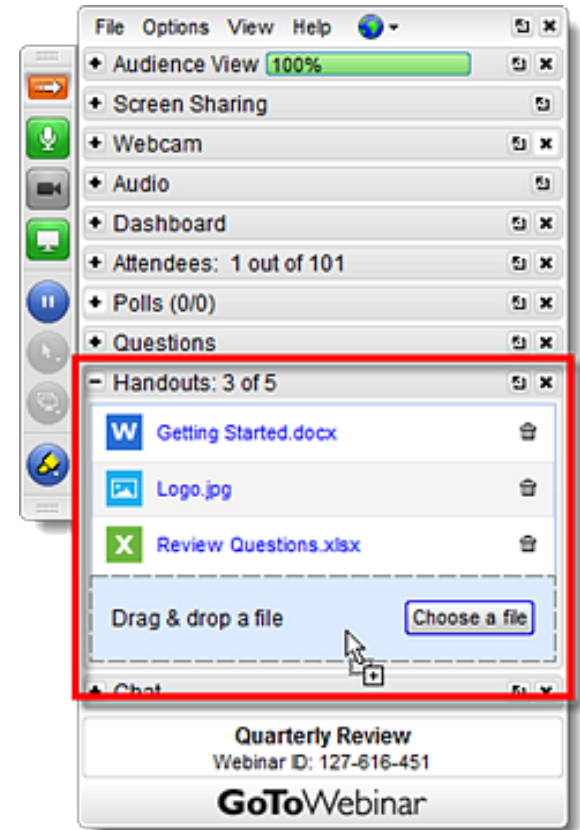 File Options View Help
Audience View 100%
Screen Sharing
Webcam
Audio
Dashboard
Attendees: 1 out of 101
Polls (0/0)
Questions
Handouts: 3 of 5
W Getting Started.docx
Logo.jpg
X Review Questions.xlsx
Drag & drop a file Choose a file
Chat
Quarterly Review
Webinar ID: 127-616-451
GoToWebinar